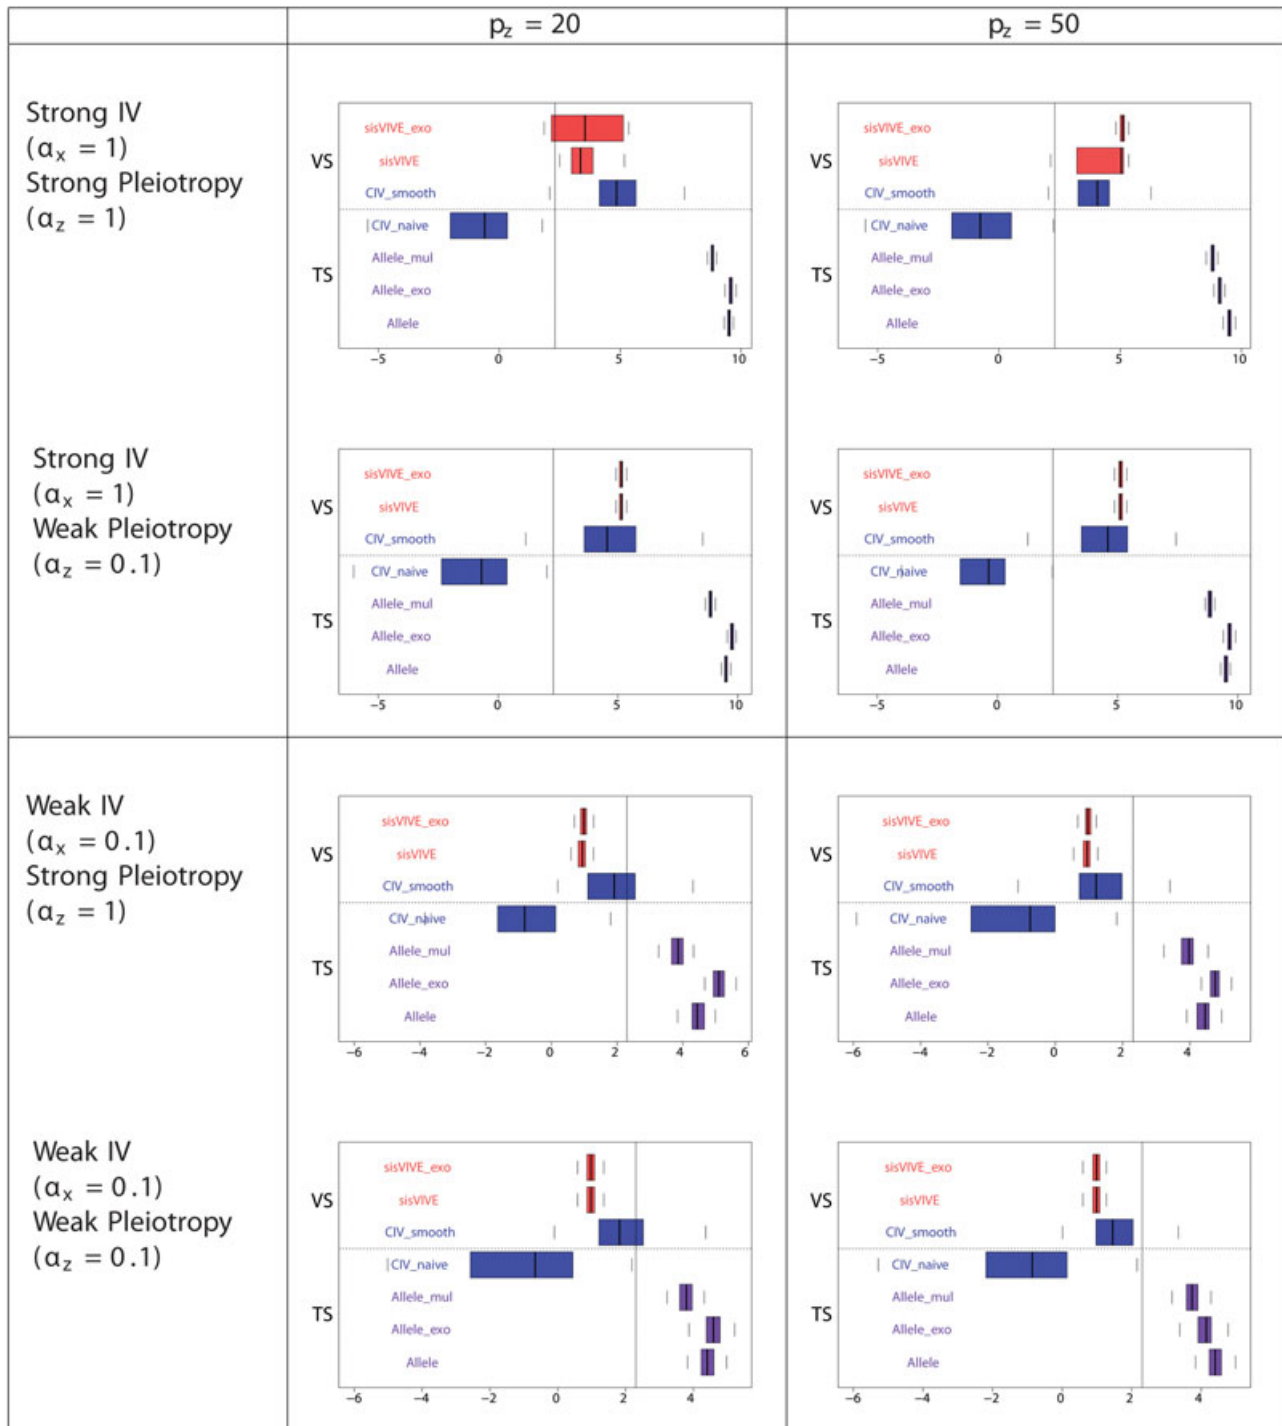 p_z = 20
p_z = 50
Strong IV
(α_x = 1)
Strong Pleiotropy
(α_z = 1)
VS
TS
sisVIVE_exo
sisVIVE
CIV_smooth
CIV_naive
Allele_mul
Allele_exo
Allele
−5 0 5 10
VS
TS
sisVIVE_exo
sisVIVE
CIV_smooth
CIV_naive
Allele_mul
Allele_exo
Allele
−5 0 5 10
Strong IV
(α_x = 1)
Weak Pleiotropy
(α_z = 0.1)
VS
TS
sisVIVE_exo
sisVIVE
CIV_smooth
CIV_naive
Allele_mul
Allele_exo
Allele
−5 0 5 10
VS
TS
sisVIVE_exo
sisVIVE
CIV_smooth
CIV_naive
Allele_mul
Allele_exo
Allele
−5 0 5 10
Weak IV
(α_x = 0.1)
Strong Pleiotropy
(α_z = 1)
VS
TS
sisVIVE_exo
sisVIVE
CIV_smooth
CIV_naive
Allele_mul
Allele_exo
Allele
−6 −4 −2 0 2 4 6
VS
TS
sisVIVE_exo
sisVIVE
CIV_smooth
CIV_naive
Allele_mul
Allele_exo
Allele
−6 −4 −2 0 2 4
Weak IV
(α_x = 0.1)
Weak Pleiotropy
(α_z = 0.1)
VS
TS
sisVIVE_exo
sisVIVE
CIV_smooth
CIV_naive
Allele_mul
Allele_exo
Allele
−6 −4 −2 0 2 4
VS
TS
sisVIVE_exo
sisVIVE
CIV_smooth
CIV_naive
Allele_mul
Allele_exo
Allele
−6 −4 −2 0 2 4